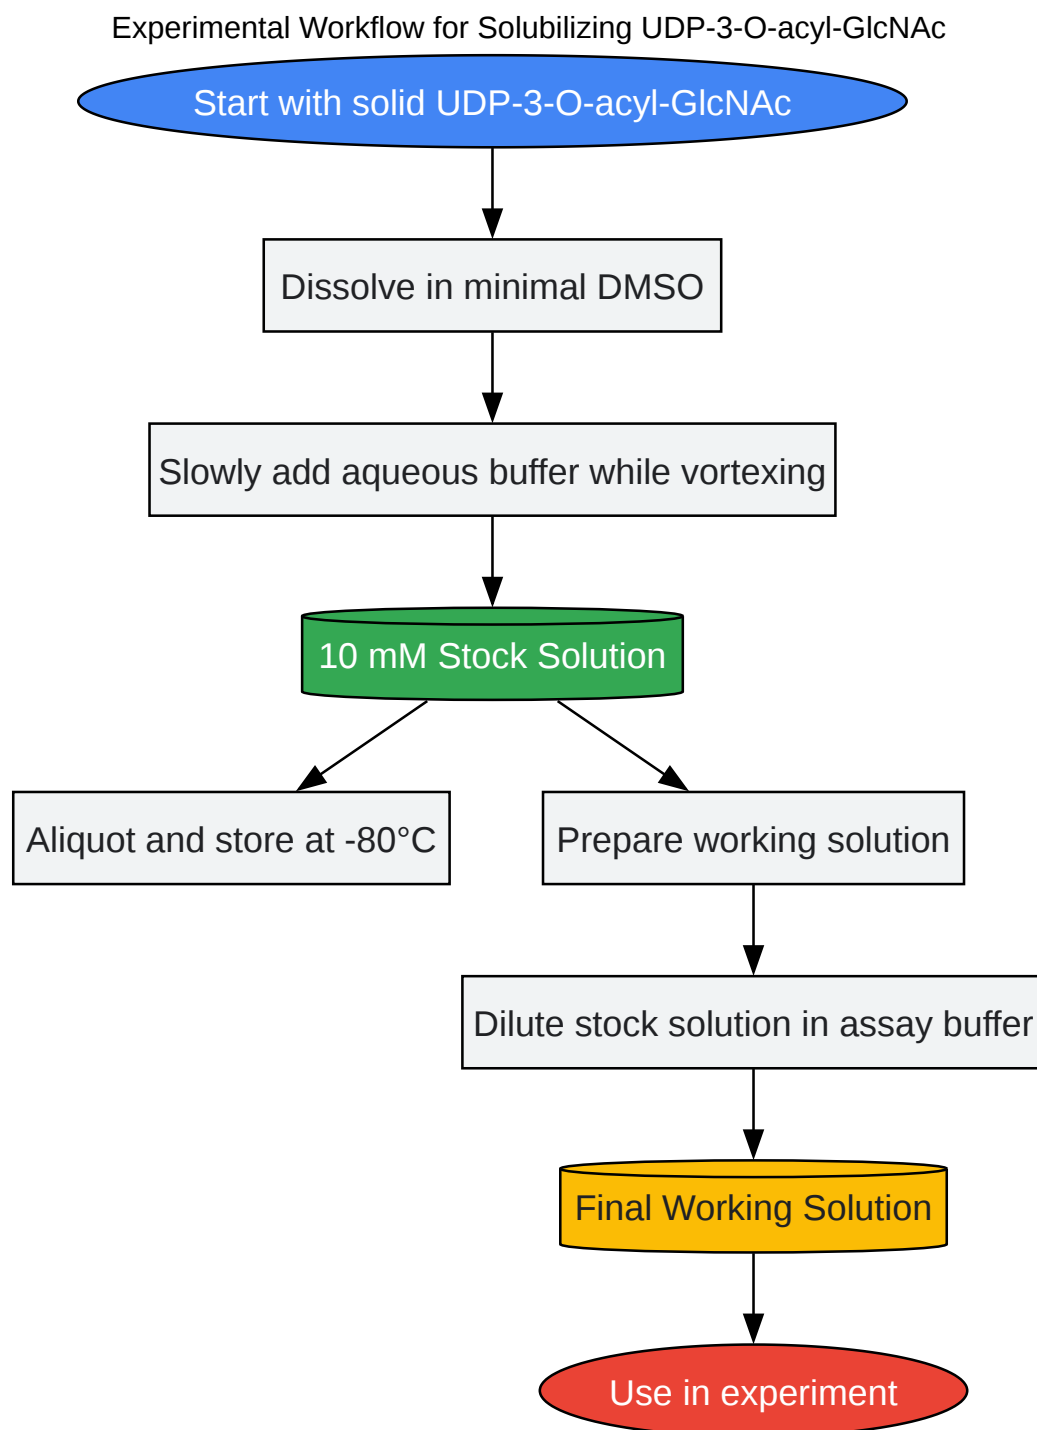 Experimental Workflow for Solubilizing UDP-3-O-acyl-GlcNAc
Start with solid UDP-3-O-acyl-GlcNAc
Dissolve in minimal DMSO
Slowly add aqueous buffer while vortexing
10 mM Stock Solution
Aliquot and store at -80°C
Prepare working solution
Dilute stock solution in assay buffer
Final Working Solution
Use in experiment